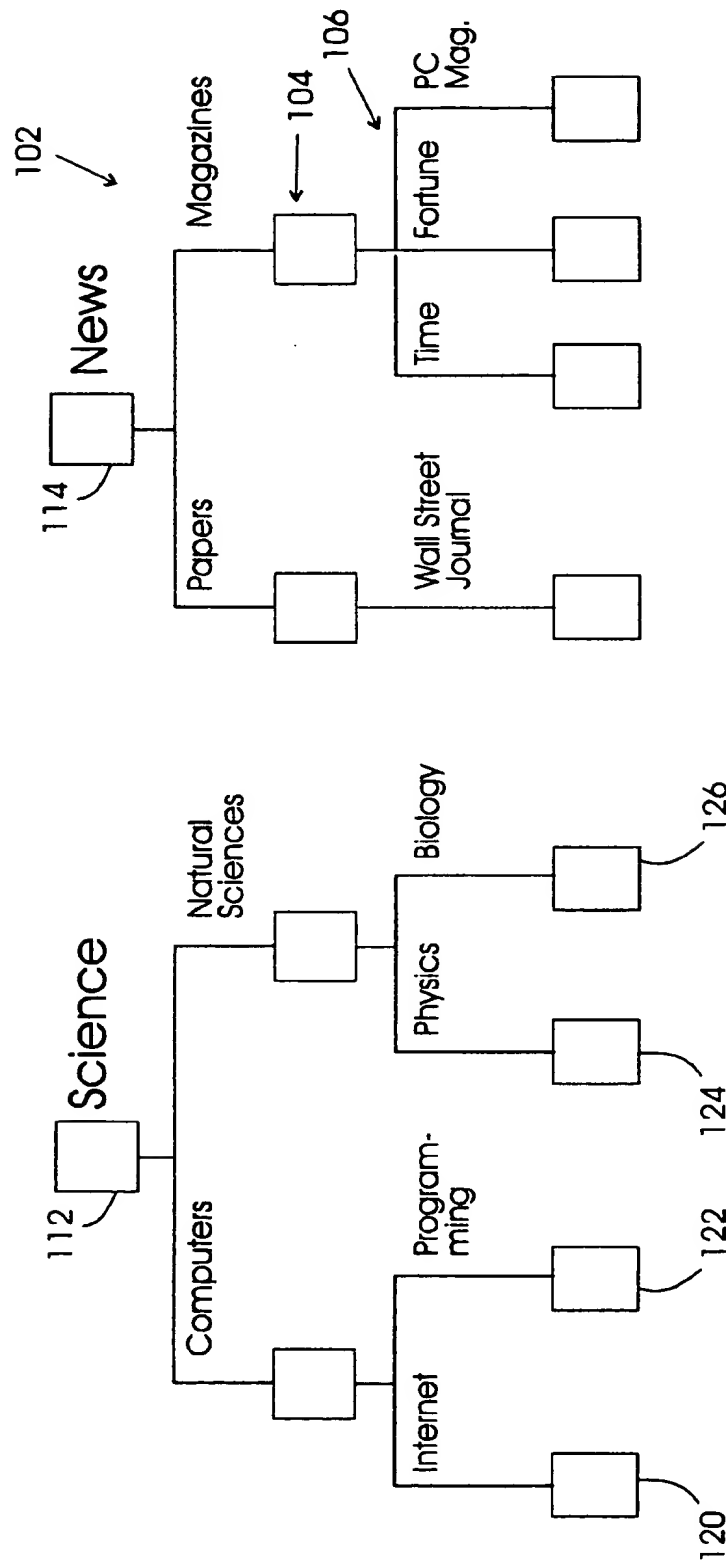 102
114
News
Papers
Magazines
104
106
Wall Street
Journal
Time
Fortune
PC
Mag.
112
Science
Computers
Natural
Sciences
Internet
Program-
ming
Physics
Biology
120
122
124
126